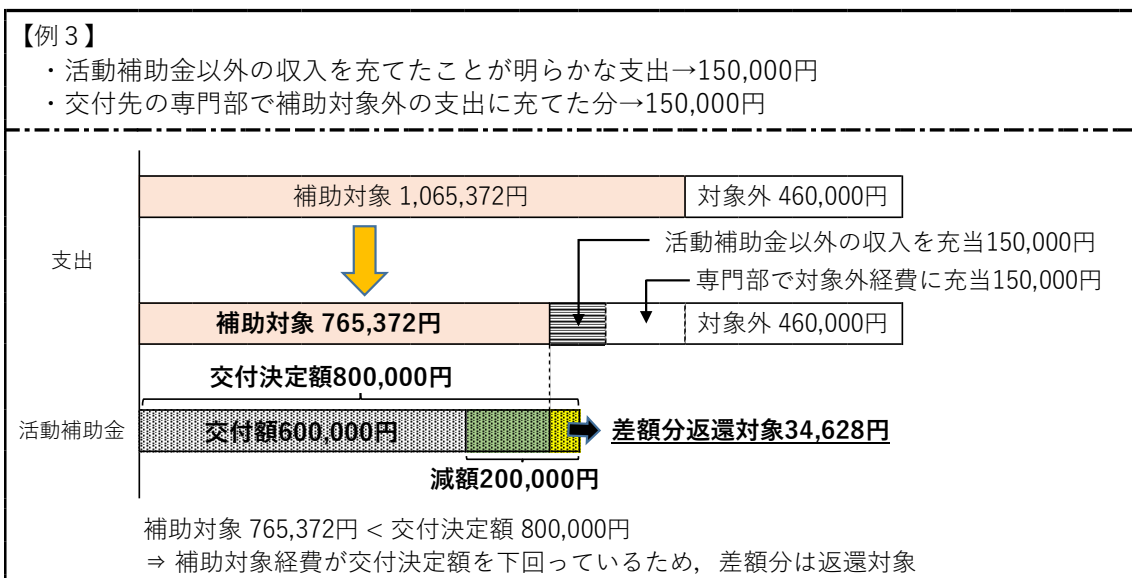 【例３】
・活動補助金以外の収入を充てたことが明らかな支出→150,000円
・交付先の専門部で補助対象外の支出に充てた分→150,000円
補助対象 1,065,372円
対象外 460,000円
活動補助金以外の収入を充当150,000円
支出
専門部で対象外経費に充当150,000円
補助対象 765,372円
対象外 460,000円
交付決定額800,000円
活動補助金
交付額600,000円
差額分返還対象34,628円
減額200,000円
補助対象 765,372円 < 交付決定額 800,000円
⇒ 補助対象経費が交付決定額を下回っているため，差額分は返還対象